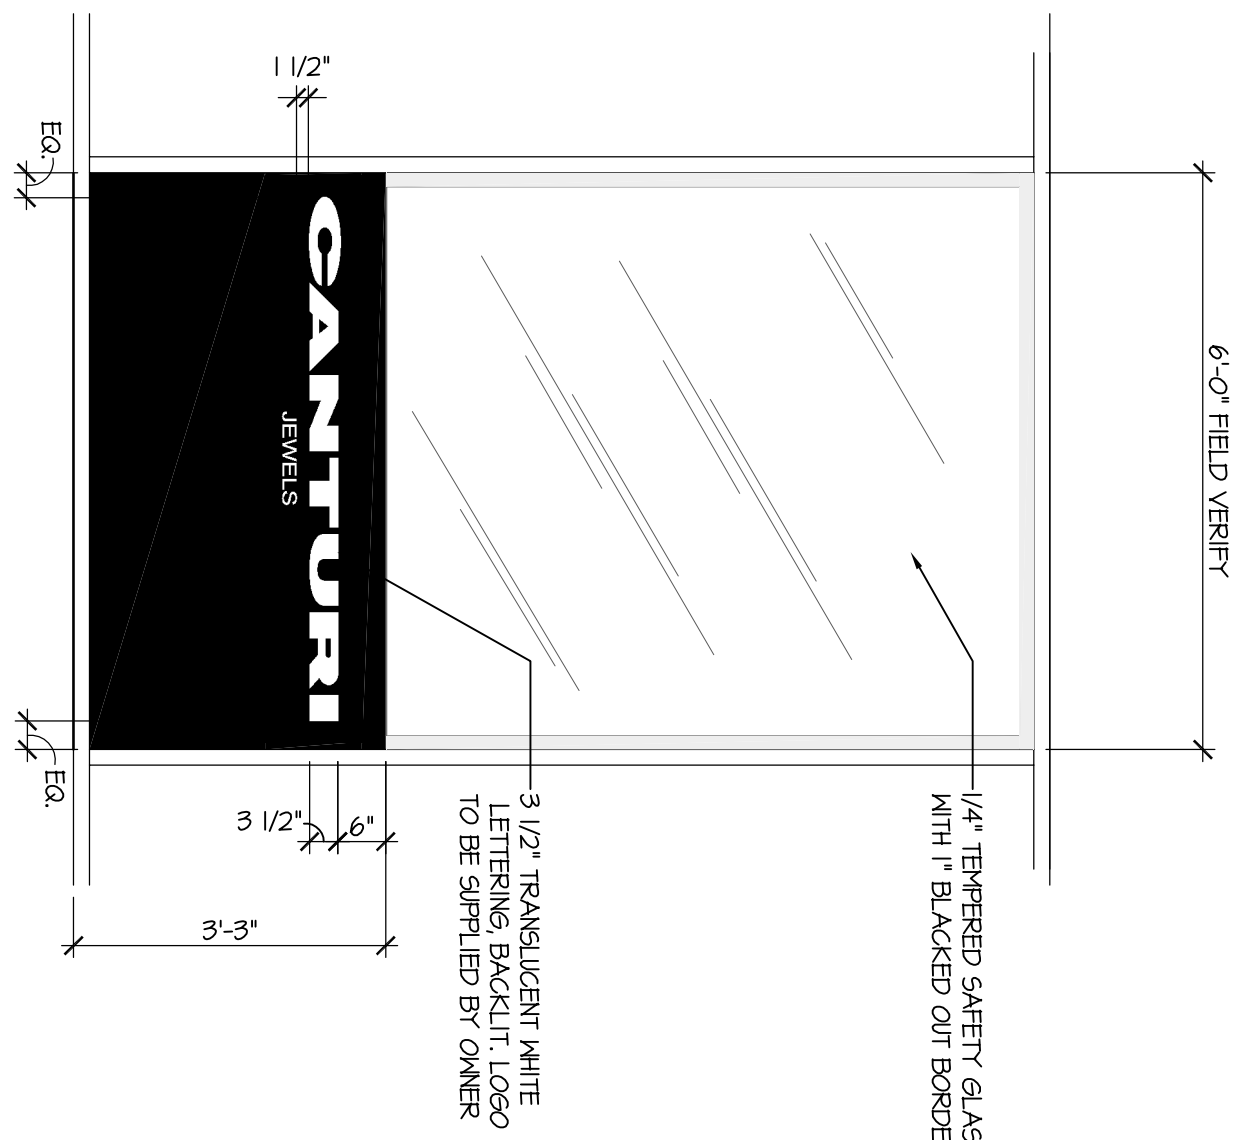 6'-0" FIELD VERIFY
1/4" TEMPERED SAFETY GLAS
WITH 1" BLACKED OUT BORDE
3 1/2" TRANSLUCENT WHITE
LETTERING, BACKLIT. LOGO
TO BE SUPPLIED BY OWNER
CANTURI
JEWELS
1 1/2"
EQ.
EQ.
3 1/2"
6"
3'-3"